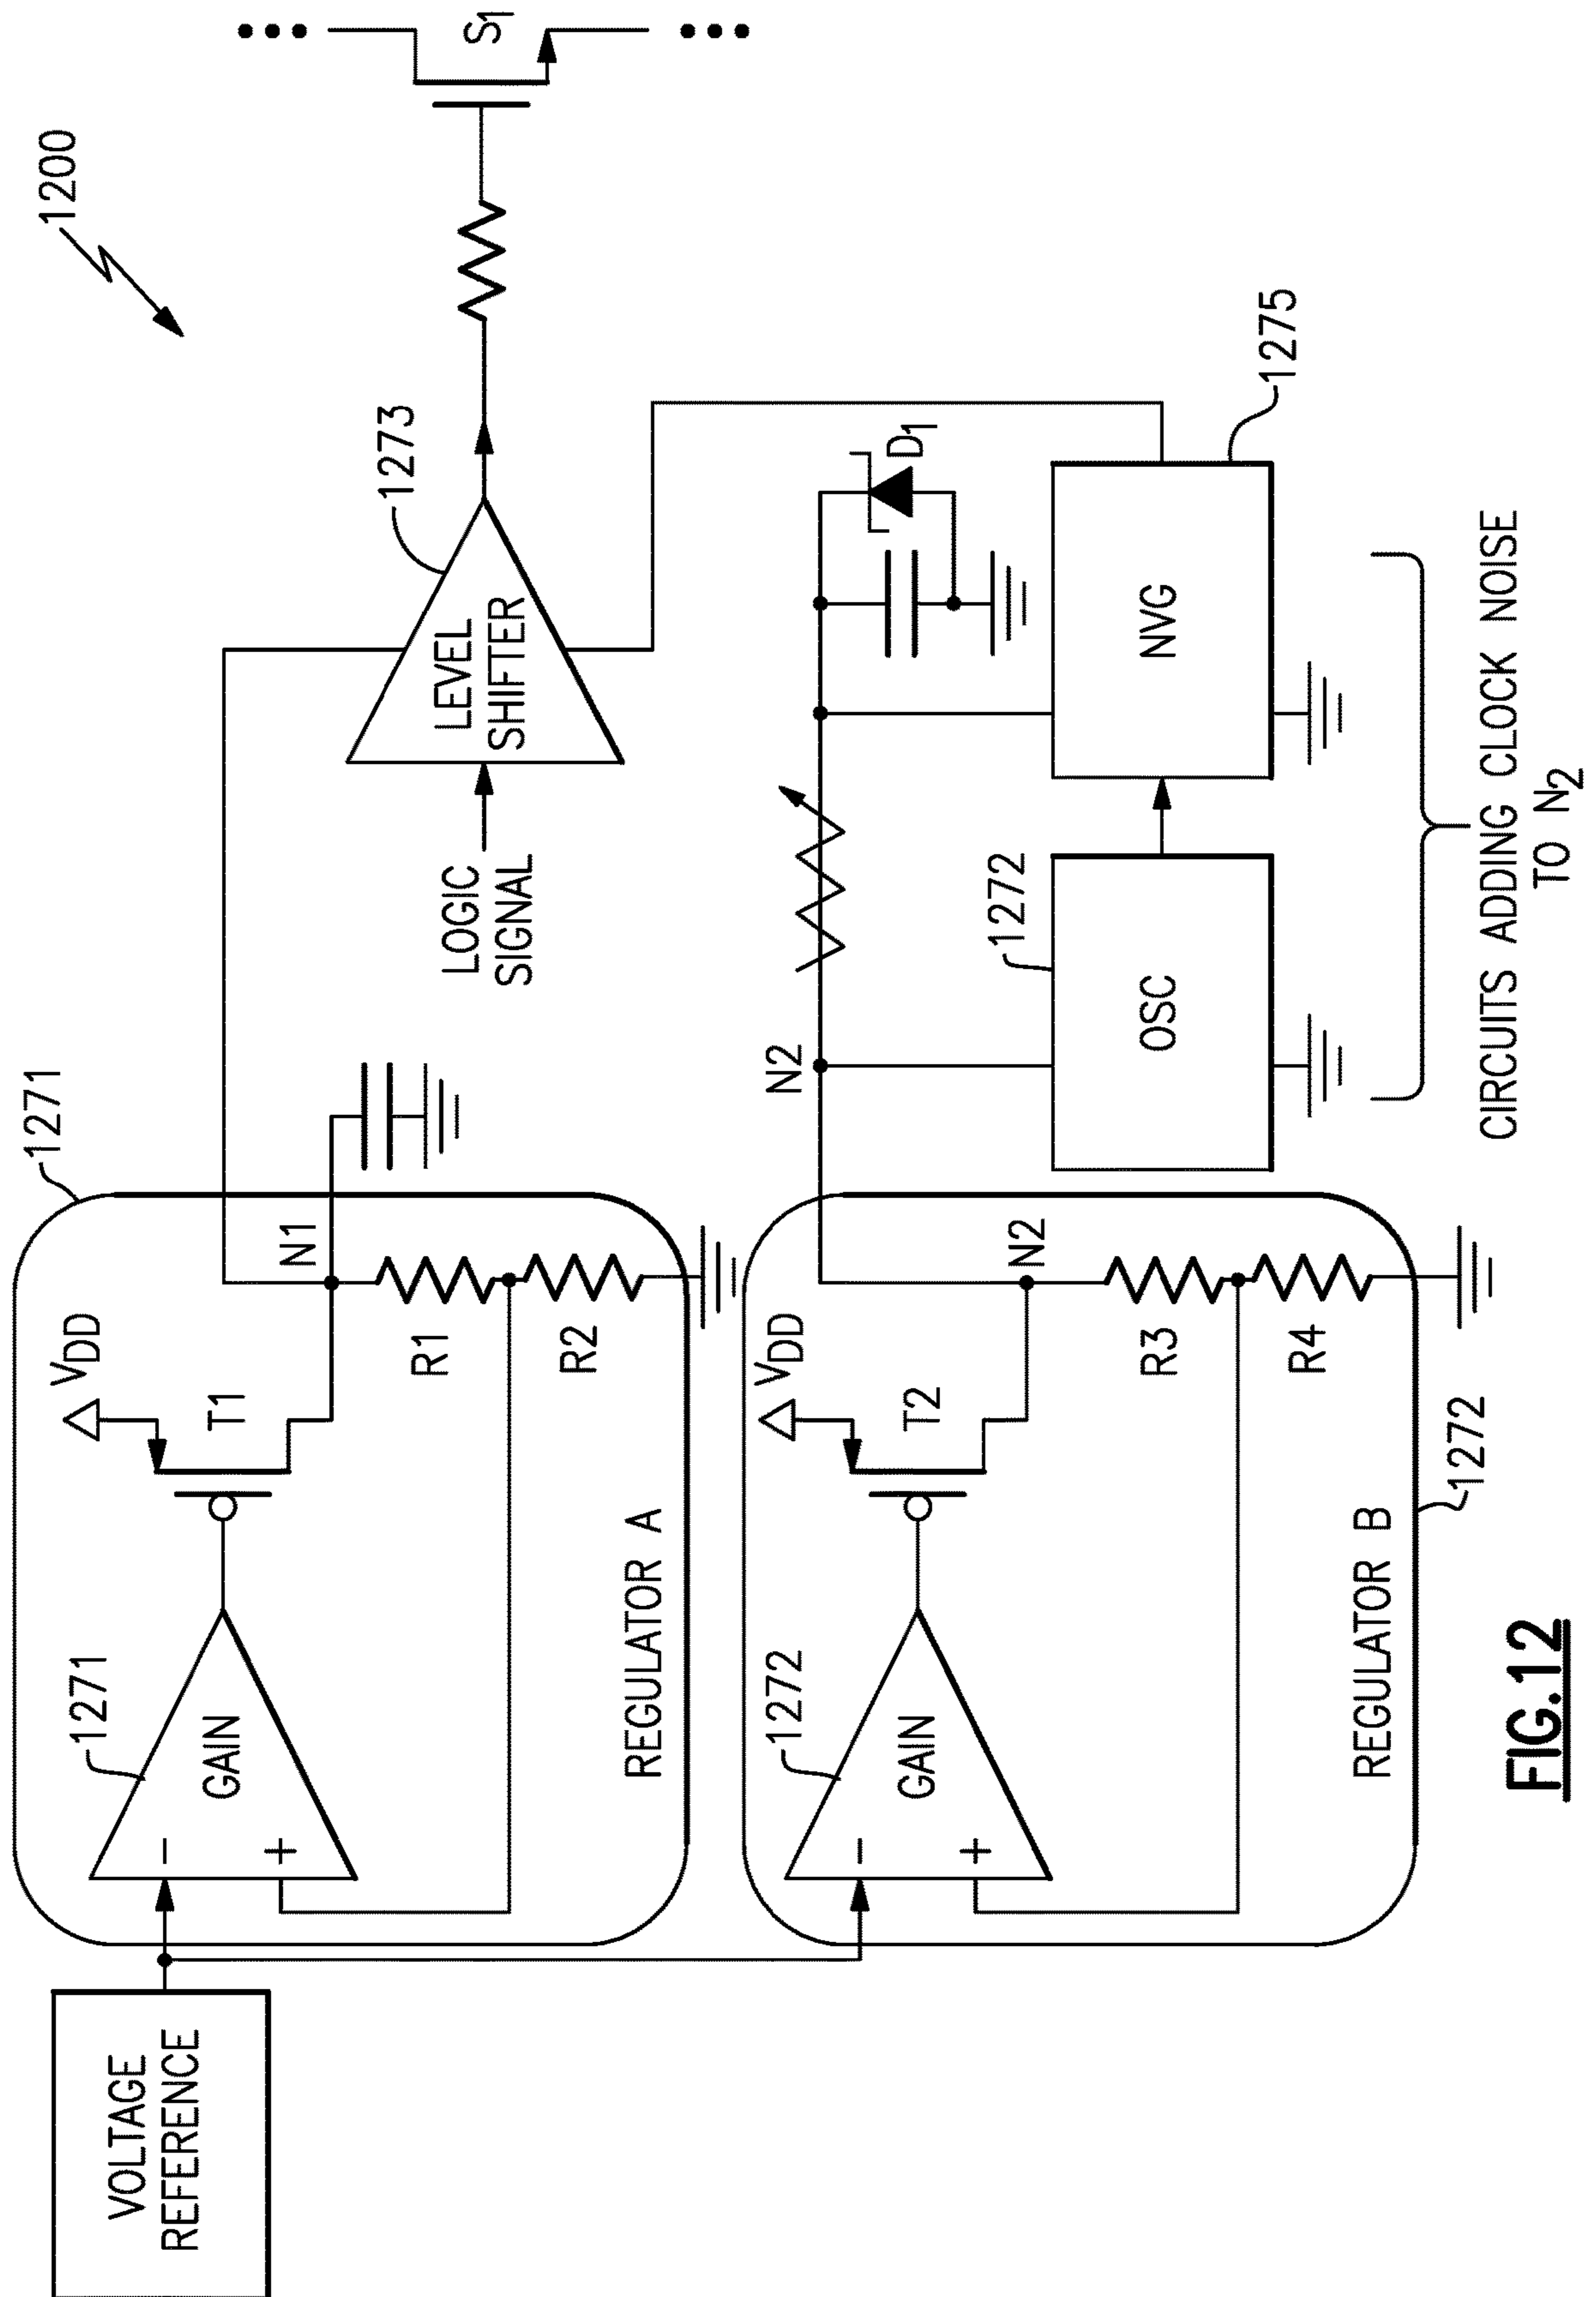 1200
VOLTAGE
REFERENCE
1271
1271
GAIN
−
+
VDD
T1
N1
R1
R2
REGULATOR A
LOGIC
SIGNAL
LEVEL
SHIFTER
1273
S1
1272
GAIN
−
+
VDD
T2
N2
R3
R4
REGULATOR B
1272
N2
1272
OSC
NVG
D1
1275
CIRCUITS ADDING CLOCK NOISE
TO N2
FIG.12